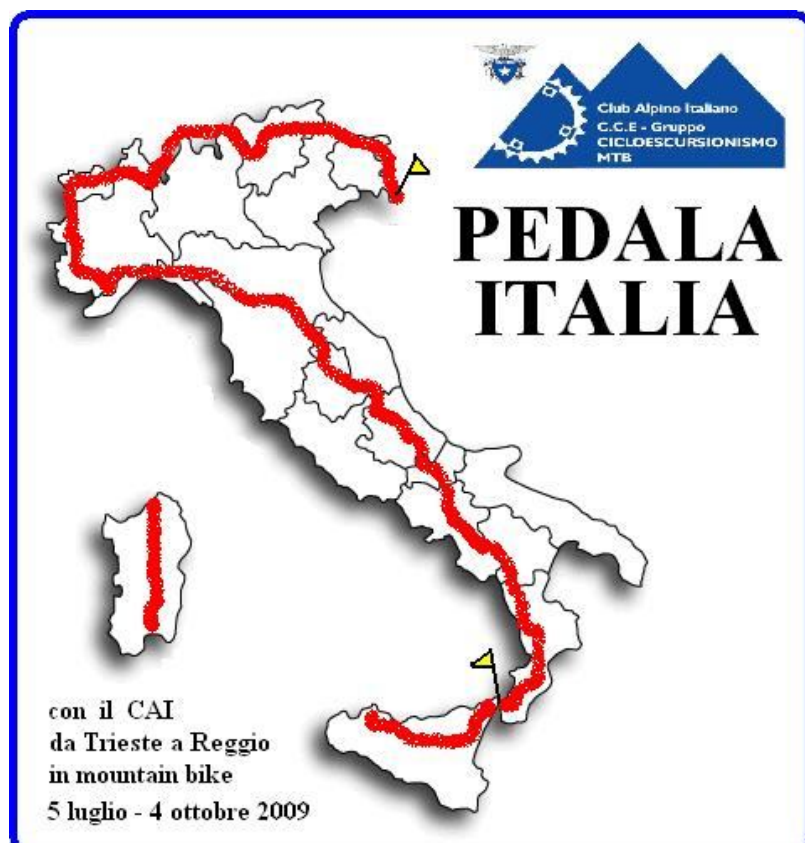 Club Alpino Italiano
C.C.E - Gruppo
CICLOESCURSIONISMO
MTB
PEDALA
ITALIA
con il CAI
da Trieste a Reggio
in mountain bike
5 luglio - 4 ottobre 2009